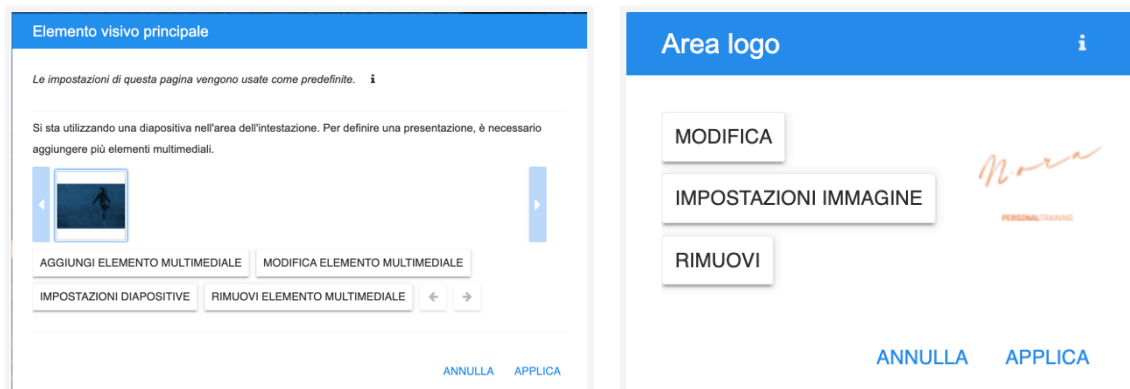 Elemento visivo principale
Le impostazioni di questa pagina vengono usate come predefinite. i
Si sta utilizzando una diapositiva nell'area dell'intestazione. Per definire una presentazione, è necessario
aggiungere più elementi multimediali.
AGGIUNGI ELEMENTO MULTIMEDIALE MODIFICA ELEMENTO MULTIMEDIALE
IMPOSTAZIONI DIAPOSITIVE RIMUOVI ELEMENTO MULTIMEDIALE ← →
ANNULLA APPLICA
Area logo i
MODIFICA
IMPOSTAZIONI IMMAGINE
RIMUOVI
Nora
PERSONALTRAINING
ANNULLA APPLICA